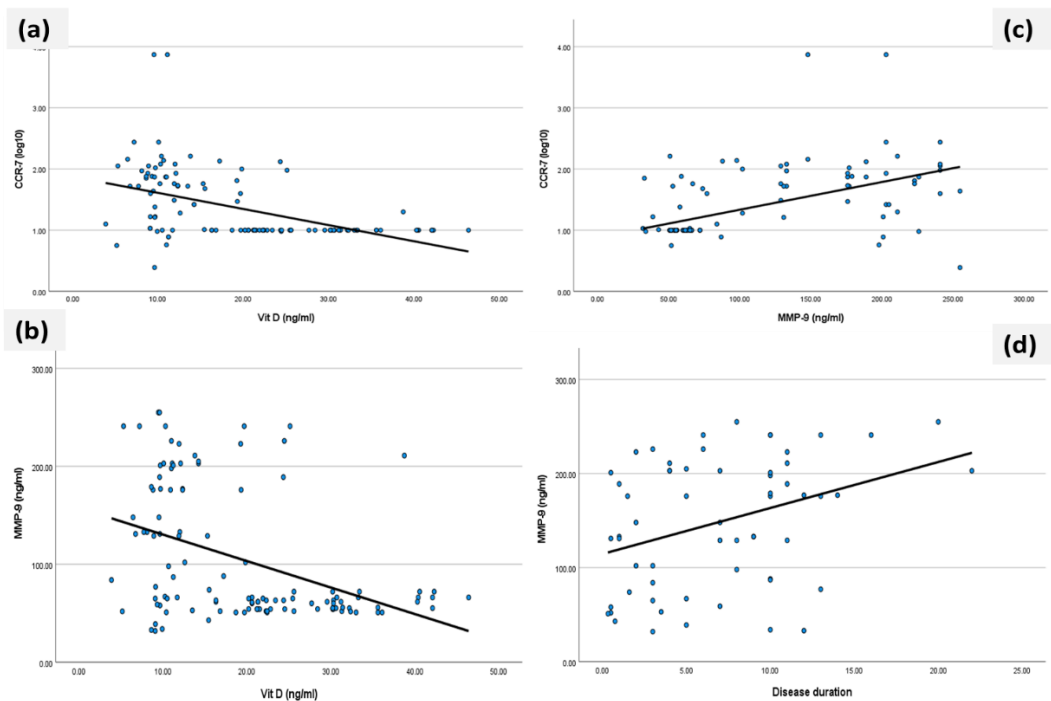 (a)
4.00
3.00
2.00
1.00
0.00
CCR-7 (log10)
0.00 10.00 20.00 30.00 40.00 50.00
Vit D (ng/ml)
(c)
4.00
3.00
2.00
1.00
0.00
CCR-7 (log10)
0.00 50.00 100.00 150.00 200.00 250.00 300.00
MMP-9 (ng/ml)
(b)
300.00
200.00
100.00
0.00
MMP-9 (ng/ml)
0.00 10.00 20.00 30.00 40.00 50.00
Vit D (ng/ml)
(d)
300.00
200.00
100.00
0.00
MMP-9 (ng/ml)
0.00 5.00 10.00 15.00 20.00 25.00
Disease duration